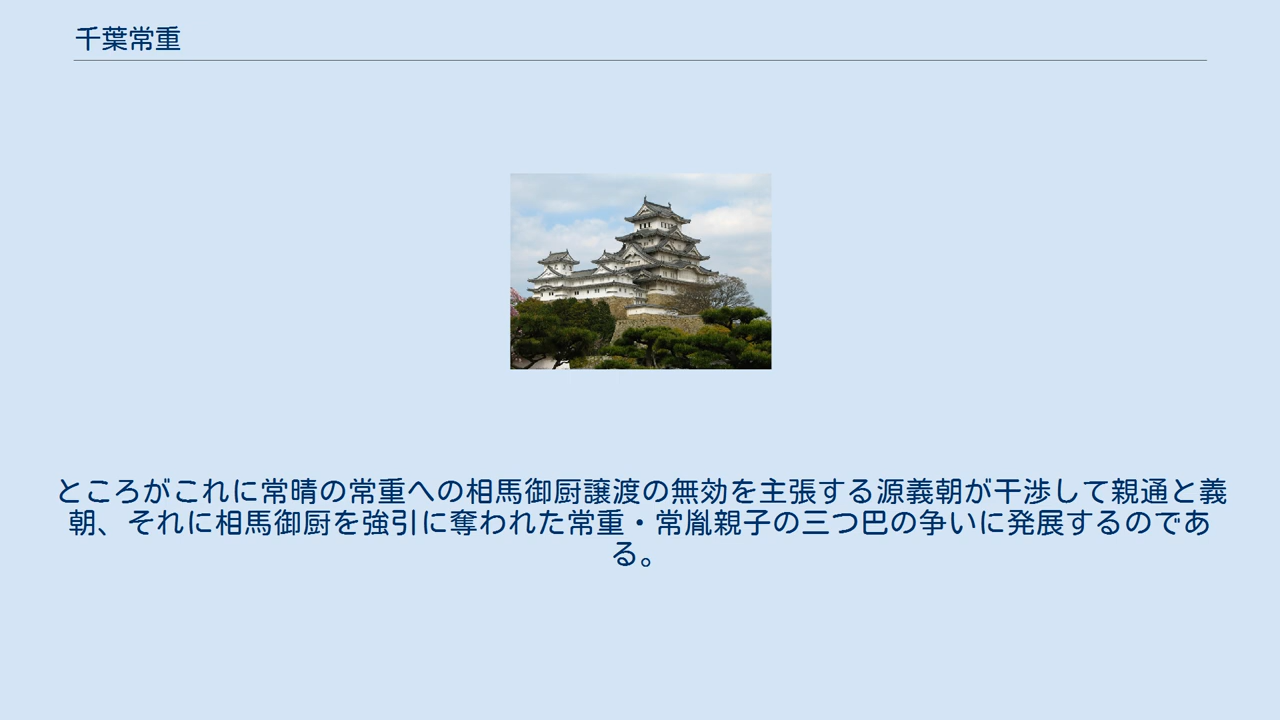 千葉常重
ところがこれに常晴の常重への相馬御厨譲渡の無効を主張する源義朝が干渉して親通と義
朝、それに相馬御厨を強引に奪われた常重・常胤親子の三つ巴の争いに発展するのであ
る。